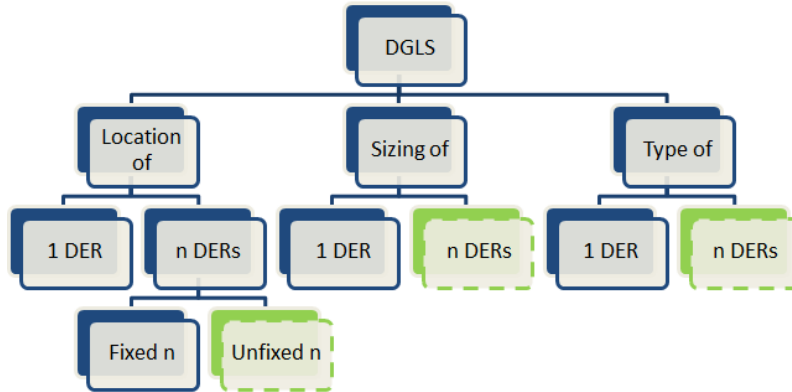 DGLS
Location
of
Sizing of
Type of
1 DER
n DERs
1 DER
n DERs
1 DER
n DERs
Fixed n
Unfixed n